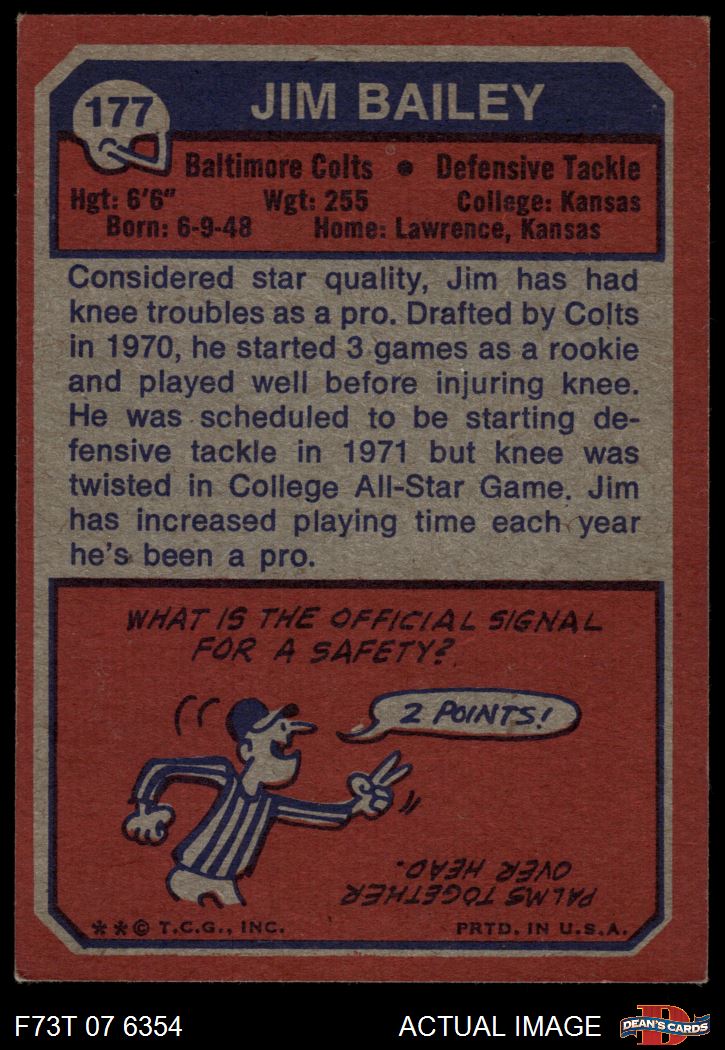 177
JIM BAILEY
Baltimore Colts • Defensive Tackle
Hgt: 6'6" Wgt: 255 College: Kansas
Born: 6-9-48 Home: Lawrence, Kansas
Considered star quality, Jim has had
knee troubles as a pro. Drafted by Colts
in 1970, he started 3 games as a rookie
and played well before injuring knee.
He was scheduled to be starting de-
fensive tackle in 1971 but knee was
twisted in College All-Star Game. Jim
has increased playing time each year
he's been a pro.
WHAT IS THE OFFICIAL SIGNAL
FOR A SAFETY?
2 POINTS!
PALMS TOGETHER
OVER HEAD.
**© T.C.G., INC. PRTD. IN U.S.A.
F73T 07 6354 ACTUAL IMAGE
D
DEAN'S CARDS